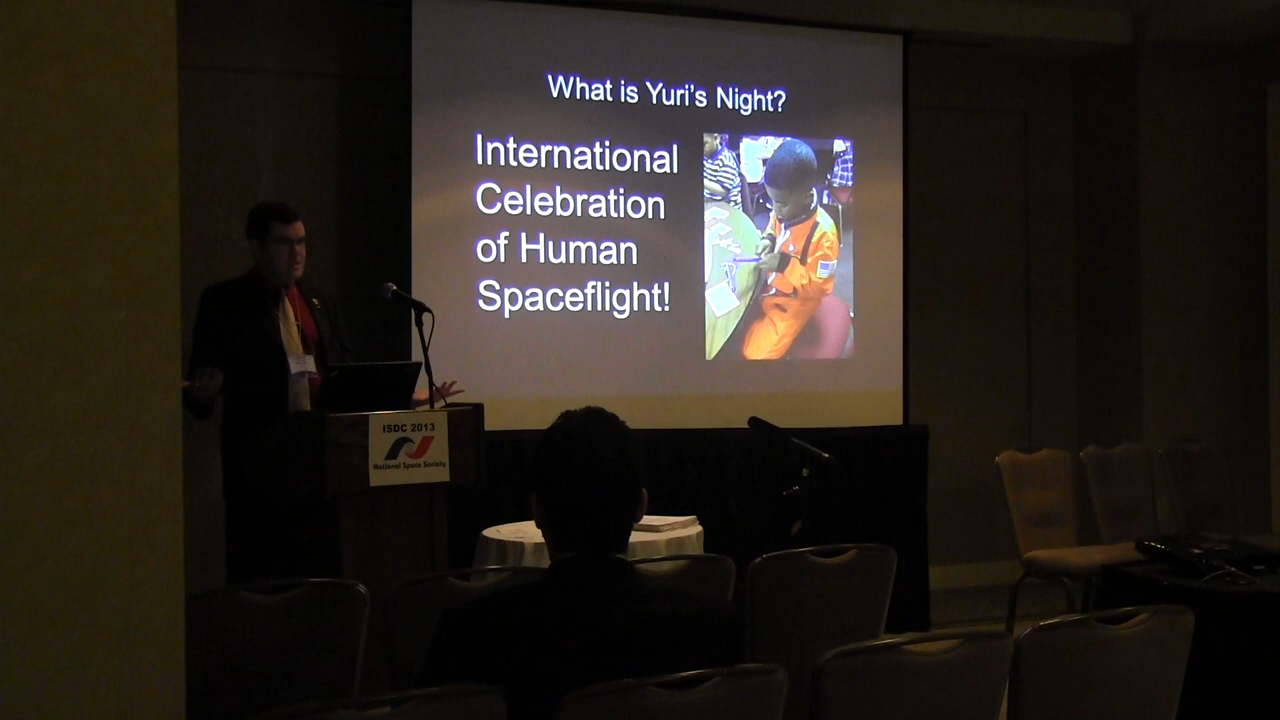 What is Yuri's Night?
International
Celebration
of Human
Spaceflight!
ISDC 2013
National Space Society